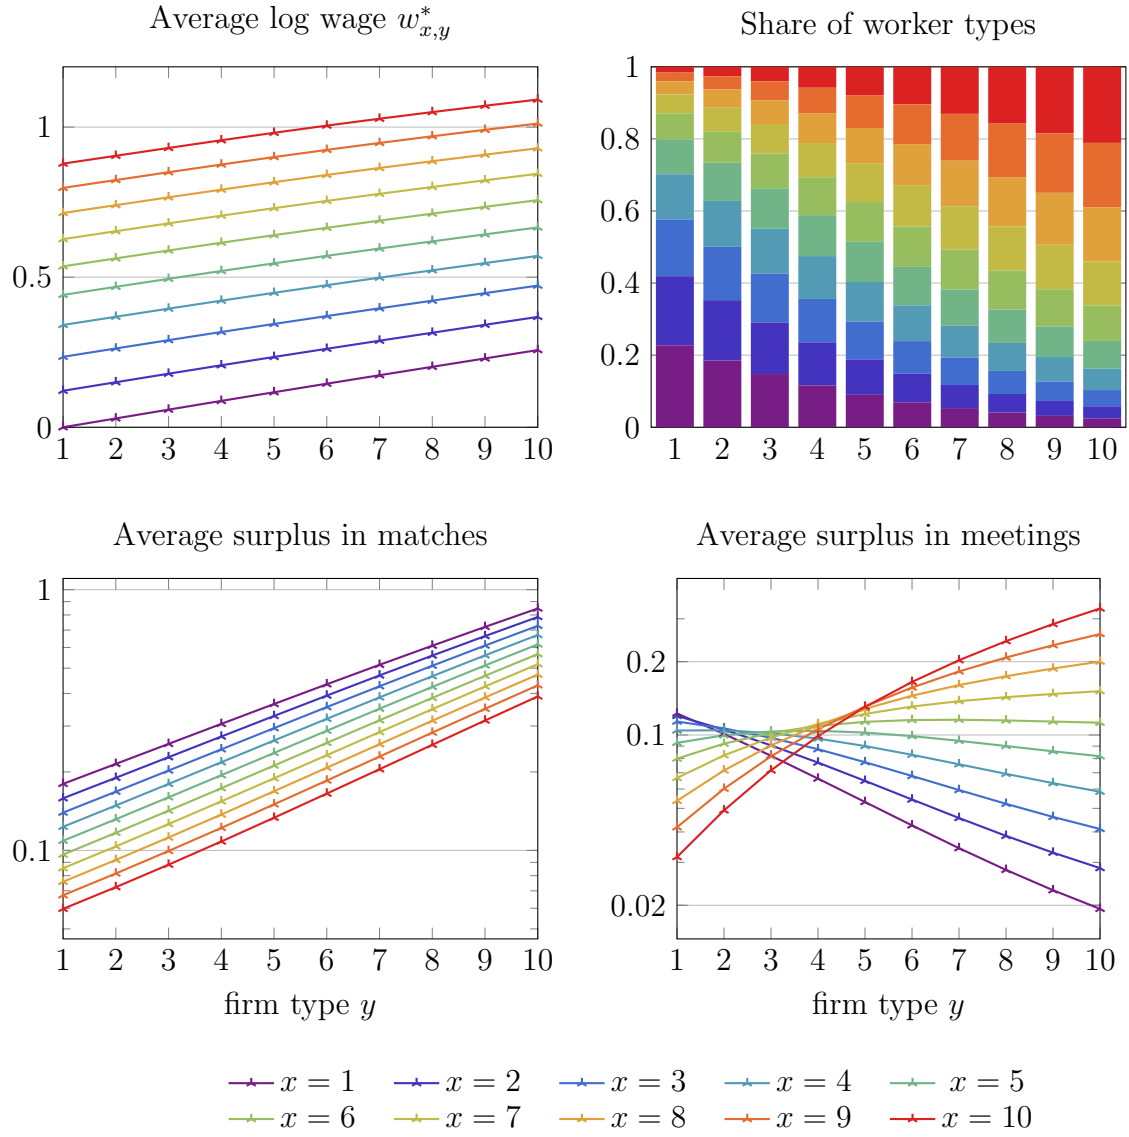 Average log wage $w^*_{x,y}$
1
0.5
0
1 2 3 4 5 6 7 8 9 10
Share of worker types
1
0.8
0.6
0.4
0.2
0
1 2 3 4 5 6 7 8 9 10
Average surplus in matches
1
0.1
1 2 3 4 5 6 7 8 9 10
firm type y
Average surplus in meetings
0.2
0.1
0.02
1 2 3 4 5 6 7 8 9 10
firm type y
x = 1 x = 2 x = 3 x = 4 x = 5
x = 6 x = 7 x = 8 x = 9 x = 10